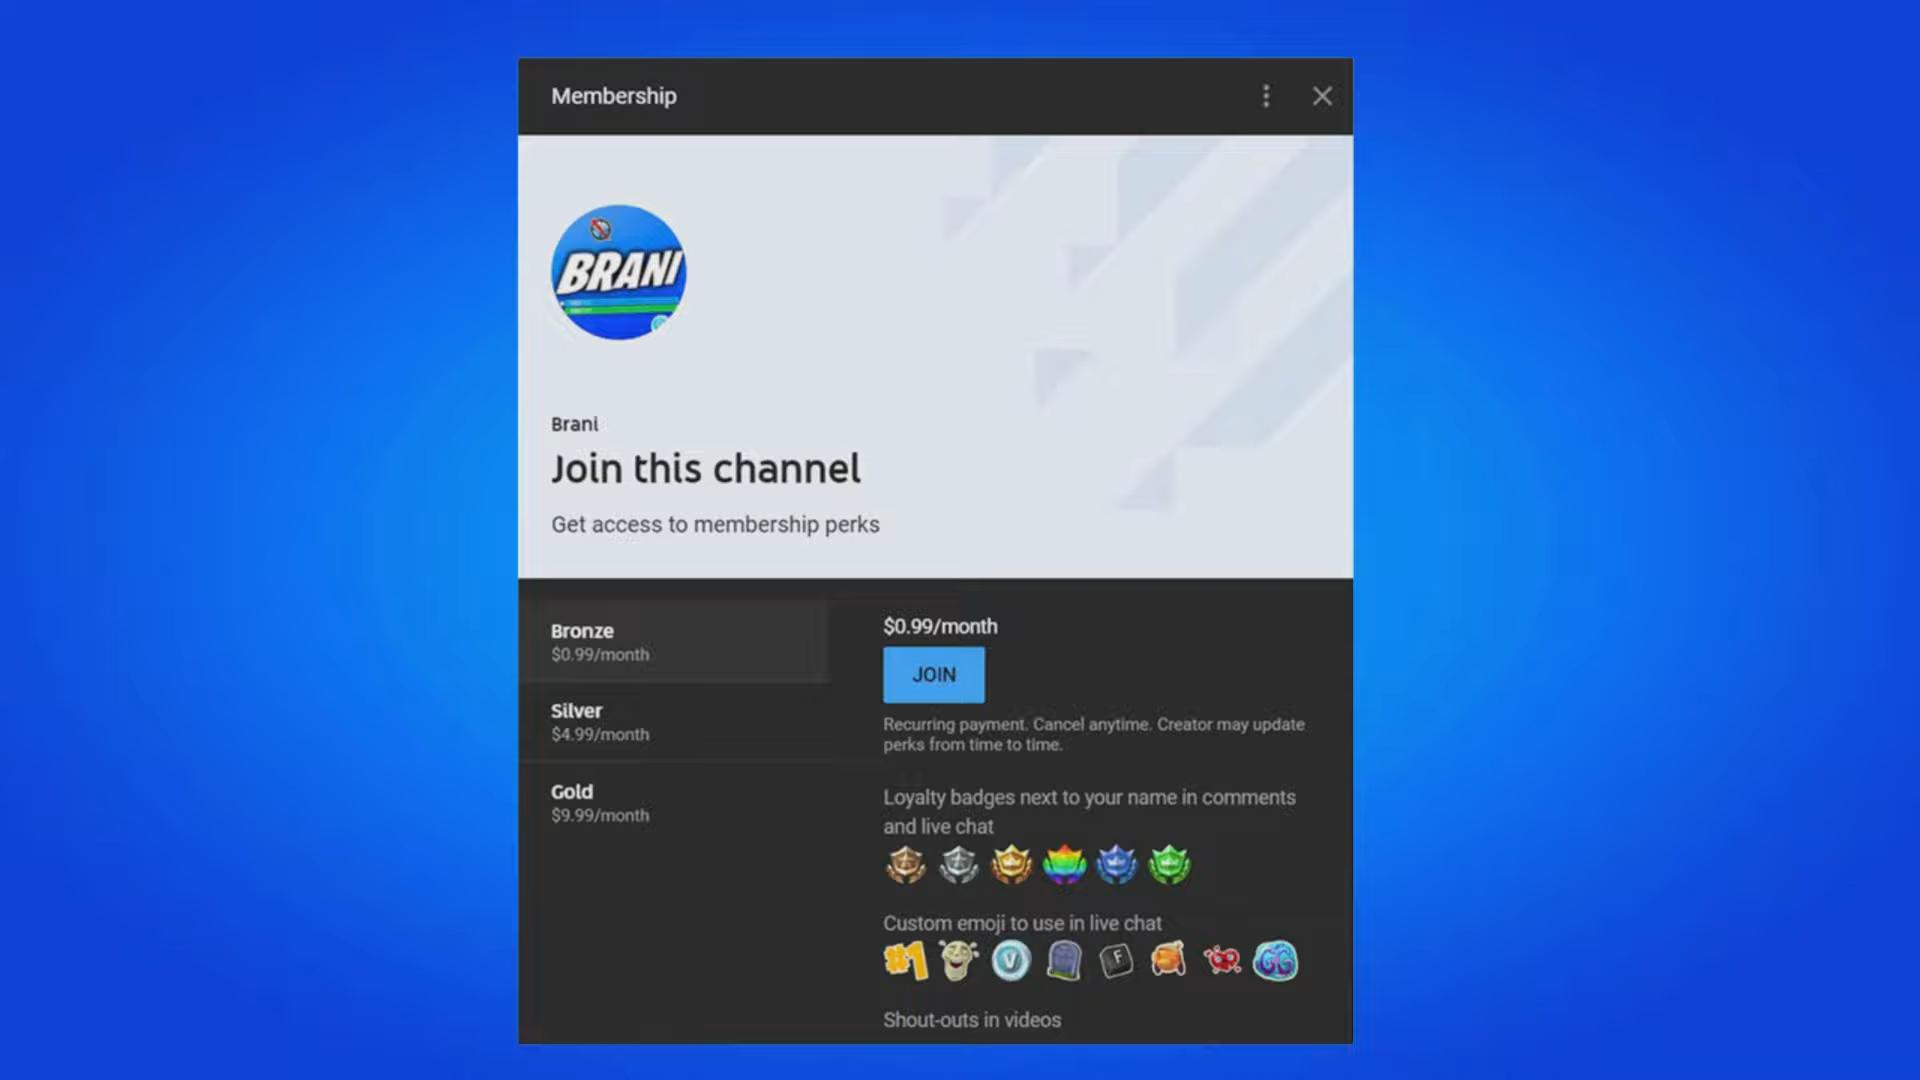 Membership
BRANI
Brani
Join this channel
Get access to membership perks
Bronze
$0.99/month
Silver
$4.99/month
Gold
$9.99/month
$0.99/month
JOIN
Recurring payment. Cancel anytime. Creator may update
perks from time to time.
Loyalty badges next to your name in comments
and live chat
Custom emoji to use in live chat
#1
V
F
GG
Shout-outs in videos